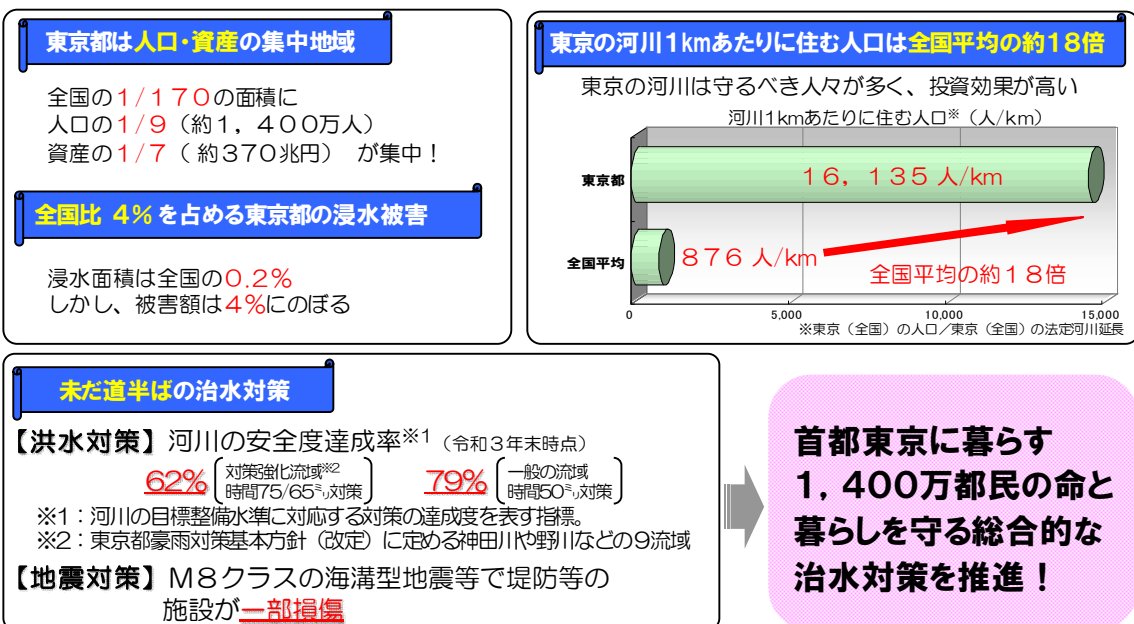 東京都は人口・資産の集中地域
全国の1/170の面積に
人口の1/9（約1，400万人）
資産の1/7（約370兆円） が集中！
全国比 4% を占める東京都の浸水被害
浸水面積は全国の0.2%
しかし、被害額は4%にのぼる
東京の河川1kmあたりに住む人口は全国平均の約18倍
東京の河川は守るべき人々が多く、投資効果が高い
河川1kmあたりに住む人口※（人/km）
東京都
16，135 人/km
全国平均
876 人/km
全国平均の約18倍
0 5,000 10,000 15,000
※東京（全国）の人口／東京（全国）の法定河川延長
未だ道半ばの治水対策
【洪水対策】河川の安全度達成率※1（令和3年末時点）
62% 対策強化流域※2 時間75/65㍉対策
79% 一般の流域 時間50㍉対策
※1：河川の目標整備水準に対応する対策の達成度を表す指標。
※2：東京都豪雨対策基本方針（改定）に定める神田川や野川などの9流域
【地震対策】M8クラスの海溝型地震等で堤防等の
施設が一部損傷
首都東京に暮らす
1，400万都民の命と
暮らしを守る総合的な
治水対策を推進！